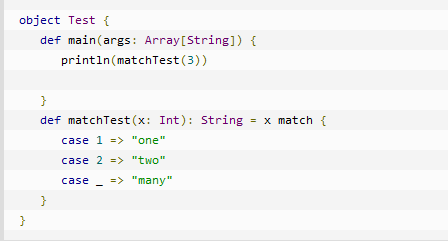 object Test {
   def main(args: Array[String]) {
      println(matchTest(3))

   }
   def matchTest(x: Int): String = x match {
      case 1 => "one"
      case 2 => "two"
      case _ => "many"
   }
}